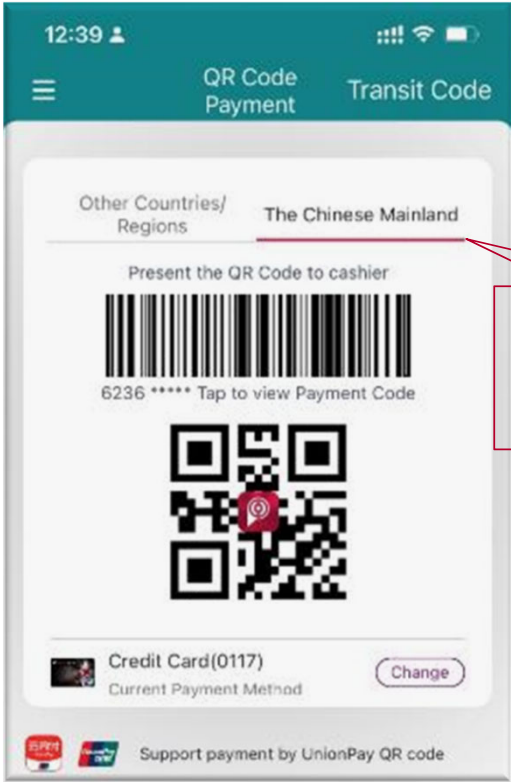 12:39
QR Code
Payment
Transit Code
Other Countries/
Regions
The Chinese Mainland
Present the QR Code to cashier
6236 ***** Tap to view Payment Code
Credit Card(0117)
Current Payment Method
Change
Support payment by UnionPay QR code